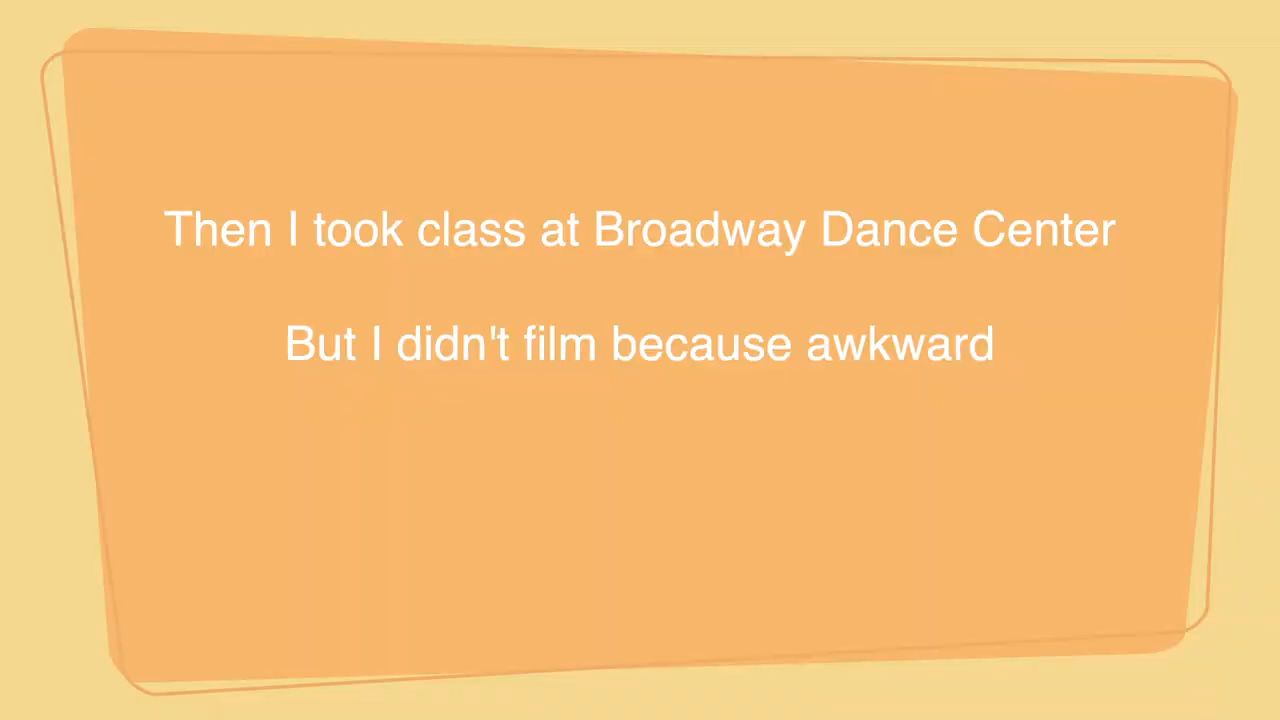 Then I took class at Broadway Dance Center
But I didn't film because awkward